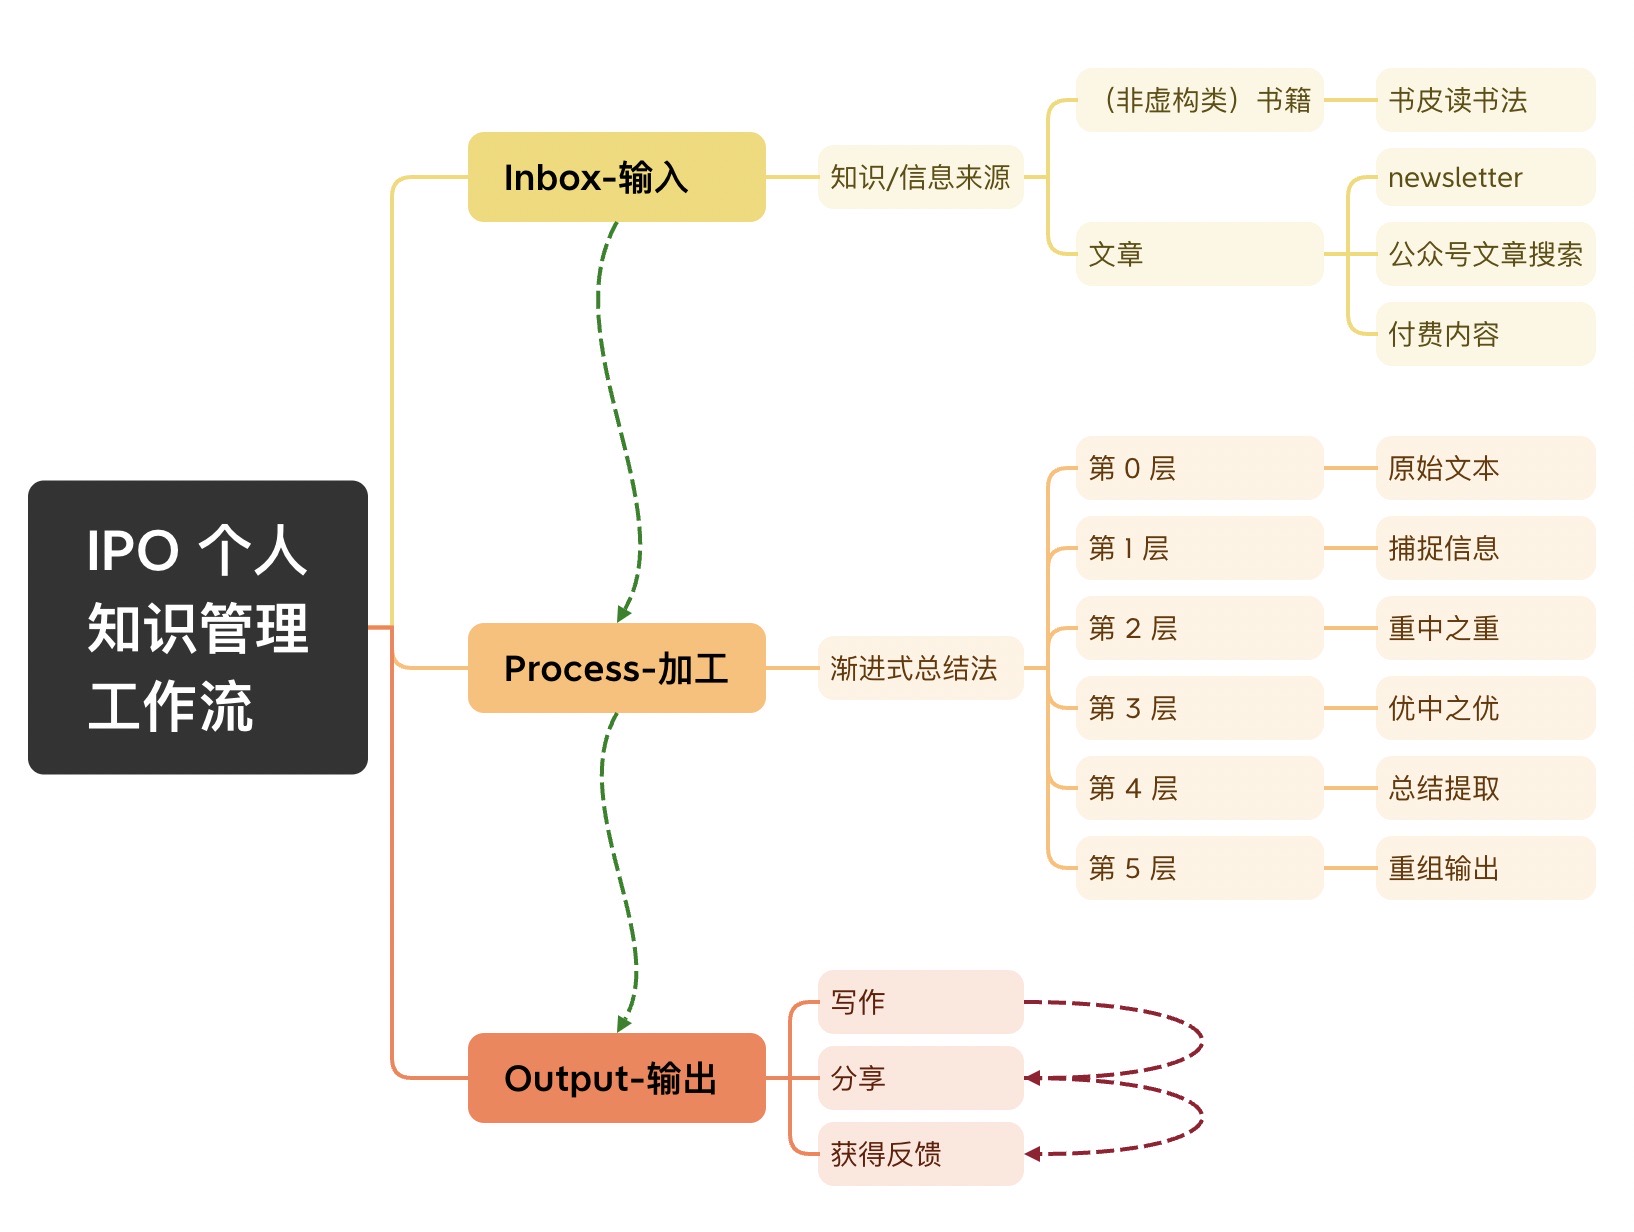 IPO 个人
知识管理
工作流
Inbox-输入
知识/信息来源
（非虚构类）书籍
书皮读书法
文章
newsletter
公众号文章搜索
付费内容
Process-加工
渐进式总结法
第 0 层
原始文本
第 1 层
捕捉信息
第 2 层
重中之重
第 3 层
优中之优
第 4 层
总结提取
第 5 层
重组输出
Output-输出
写作
分享
获得反馈